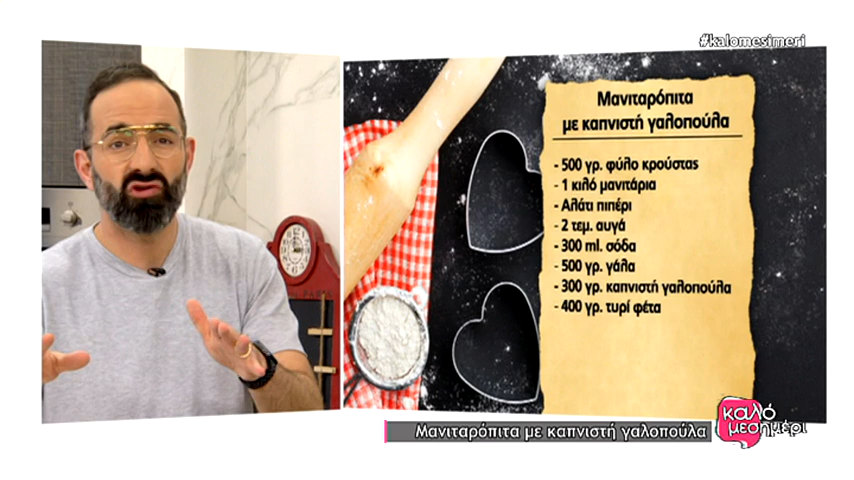 #kalomesimeri
Μανιταρόπιτα
με καπνιστή γαλοπούλα
- 500 γρ. φύλο κρούστας
- 1 κιλό μανιτάρια
- Αλάτι πιπέρι
- 2 τεμ. αυγά
- 300 ml. σόδα
- 500 γρ. γάλα
- 300 γρ. καπνιστή γαλοπούλα
- 400 γρ. τυρί φέτα
Μανιταρόπιτα με καπνιστή γαλοπούλα
καλό
μεσημέρι